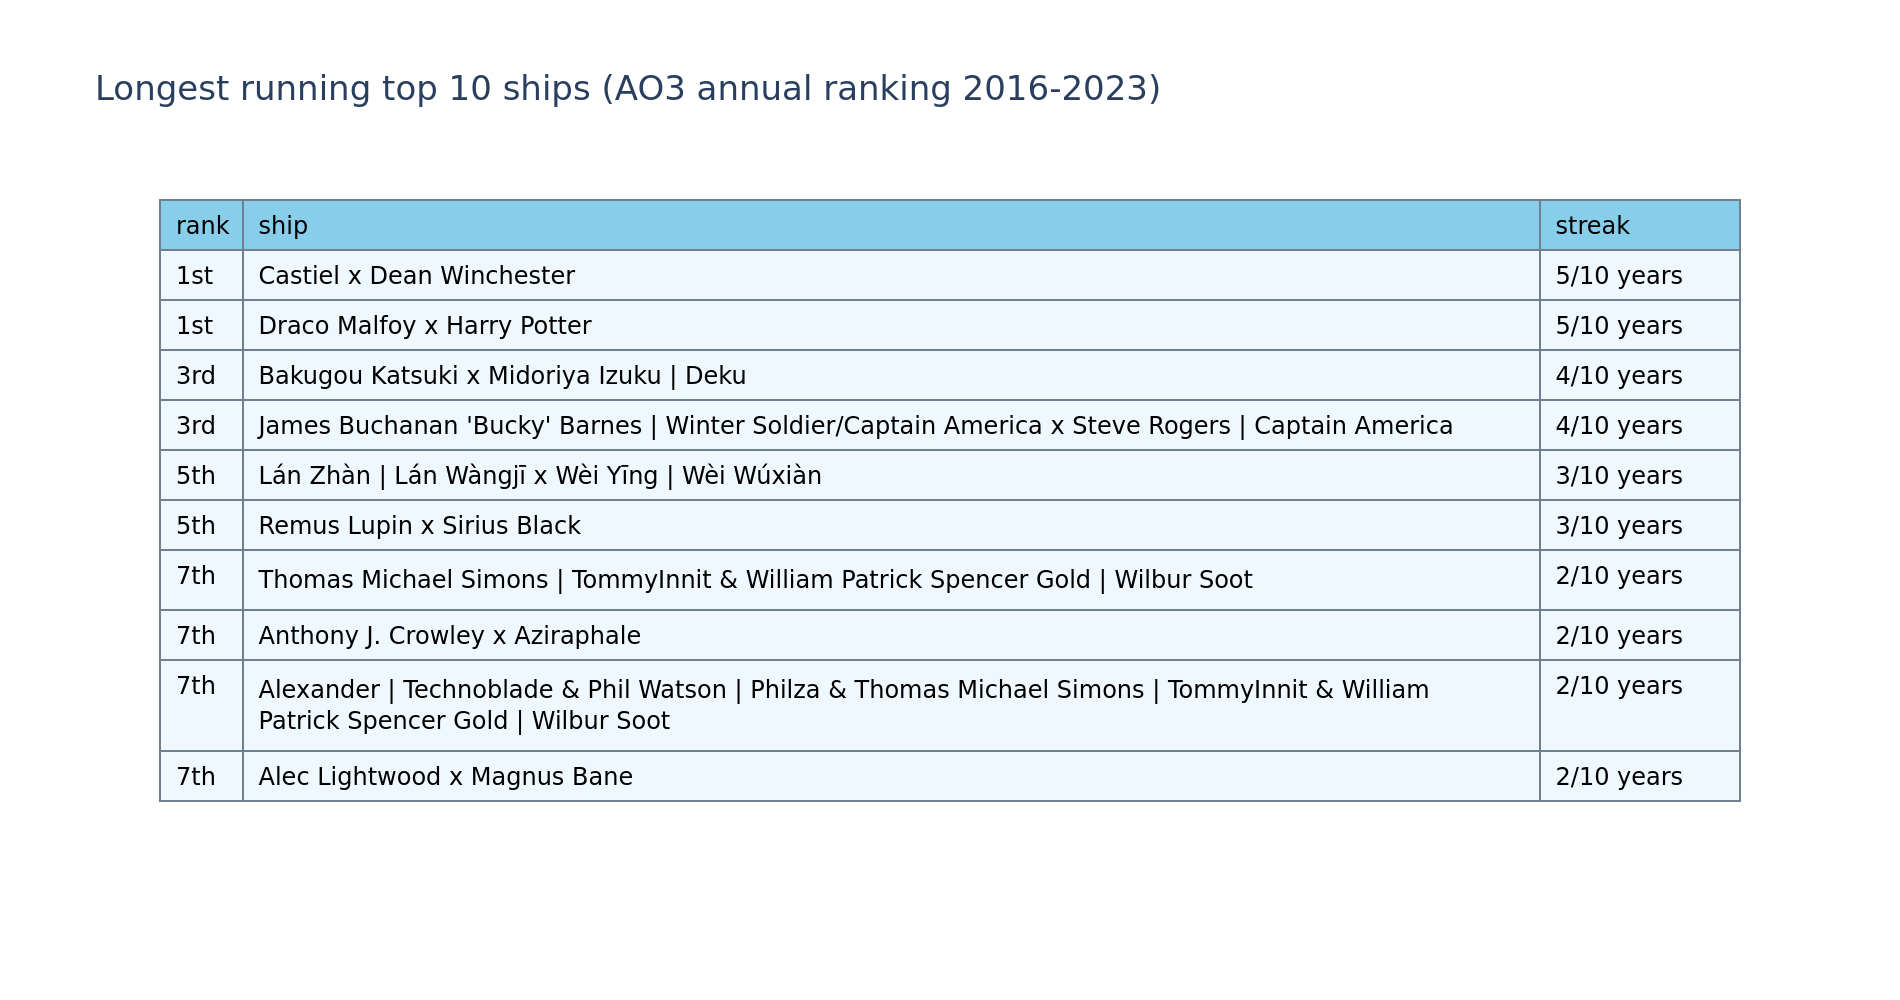 Longest running top 10 ships (AO3 annual ranking 2016-2023)
rank ship streak
1st Castiel x Dean Winchester 5/10 years
1st Draco Malfoy x Harry Potter 5/10 years
3rd Bakugou Katsuki x Midoriya Izuku | Deku 4/10 years
3rd James Buchanan 'Bucky' Barnes | Winter Soldier/Captain America x Steve Rogers | Captain America 4/10 years
5th Lán Zhàn | Lán Wàngjī x Wèi Yīng | Wèi Wúxiàn 3/10 years
5th Remus Lupin x Sirius Black 3/10 years
7th Thomas Michael Simons | TommyInnit & William Patrick Spencer Gold | Wilbur Soot 2/10 years
7th Anthony J. Crowley x Aziraphale 2/10 years
7th Alexander | Technoblade & Phil Watson | Philza & Thomas Michael Simons | TommyInnit & William 2/10 years
Patrick Spencer Gold | Wilbur Soot
7th Alec Lightwood x Magnus Bane 2/10 years